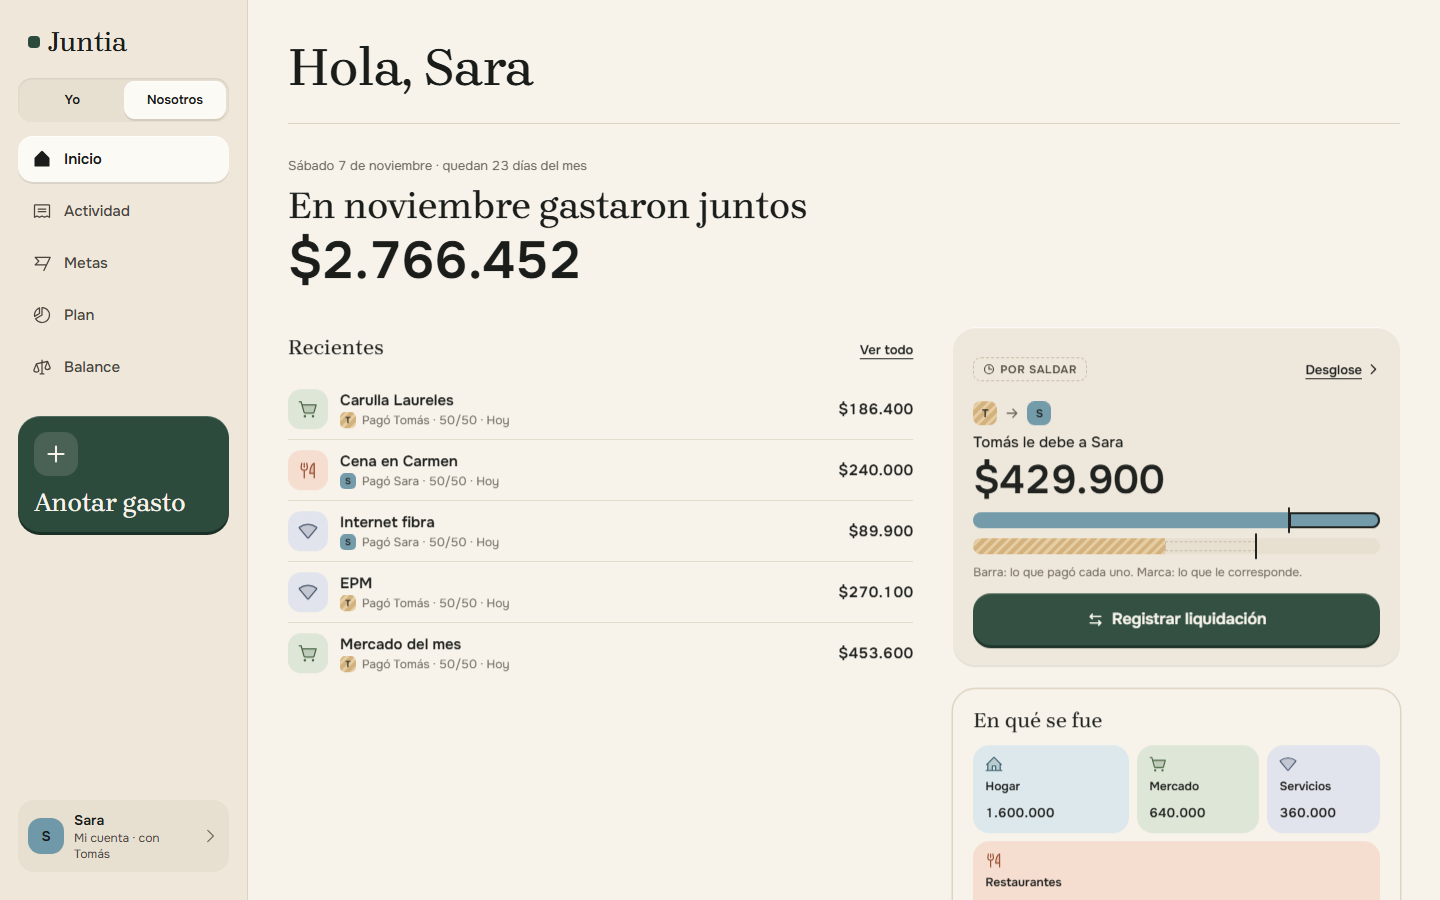 Juntia
Yo
Nosotros
Inicio
Actividad
Metas
Plan
Balance
Anotar gasto
S
Sara
Mi cuenta · con
Tomás
Hola, Sara
Sábado 7 de noviembre · quedan 23 días del mes
En noviembre gastaron juntos
$2.766.452
Recientes
Ver todo
Carulla Laureles
$186.400
T Pagó Tomás · 50/50 · Hoy
Cena en Carmen
$240.000
S Pagó Sara · 50/50 · Hoy
Internet fibra
$89.900
S Pagó Sara · 50/50 · Hoy
EPM
$270.100
T Pagó Tomás · 50/50 · Hoy
Mercado del mes
$453.600
T Pagó Tomás · 50/50 · Hoy
POR SALDAR
Desglose
T → S
Tomás le debe a Sara
$429.900
Barra: lo que pagó cada uno. Marca: lo que le corresponde.
Registrar liquidación
En qué se fue
Hogar
1.600.000
Mercado
640.000
Servicios
360.000
Restaurantes